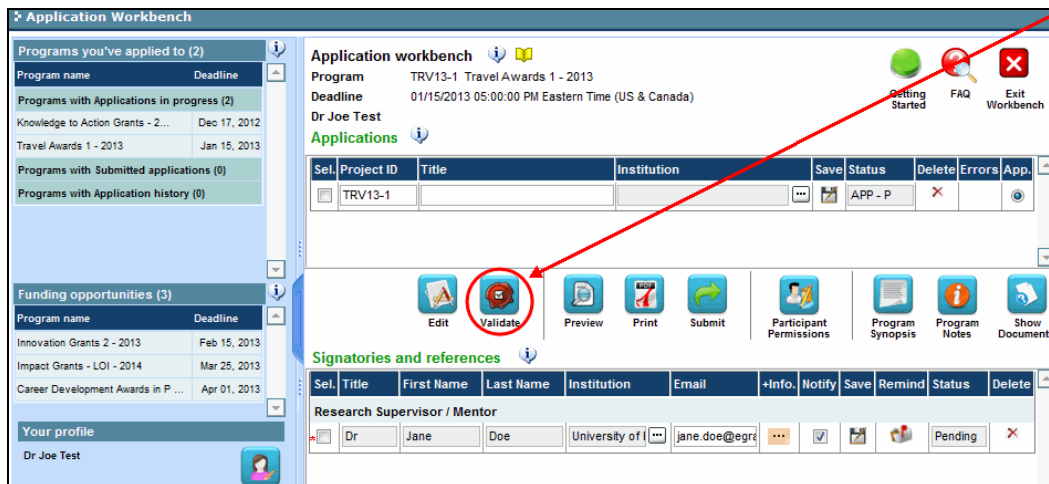 Application Workbench
Programs you've applied to (2)
Program name Deadline
Programs with Applications in progress (2)
Knowledge to Action Grants - 2... Dec 17, 2012
Travel Awards 1 - 2013 Jan 15, 2013
Programs with Submitted applications (0)
Programs with Application history (0)
Funding opportunities (3)
Program name Deadline
Innovation Grants 2 - 2013 Feb 15, 2013
Impact Grants - LOI - 2014 Mar 25, 2013
Career Development Awards in P ... Apr 01, 2013
Your profile
Dr Joe Test
Application workbench
Program TRV13-1 Travel Awards 1 - 2013
Deadline 01/15/2013 05:00:00 PM Eastern Time (US & Canada)
Dr Joe Test
Getting Started FAQ Exit Workbench
Applications
Sel. Project ID Title Institution Save Status Delete Errors App.
TRV13-1 ... APP - P
Edit Validate Preview Print Submit Participant Permissions Program Synopsis Program Notes Show Document
Signatories and references
Sel. Title First Name Last Name Institution Email +Info. Notify Save Remind Status Delete
Research Supervisor / Mentor
* Dr Jane Doe University of l ... jane.doe@egra ... Pending